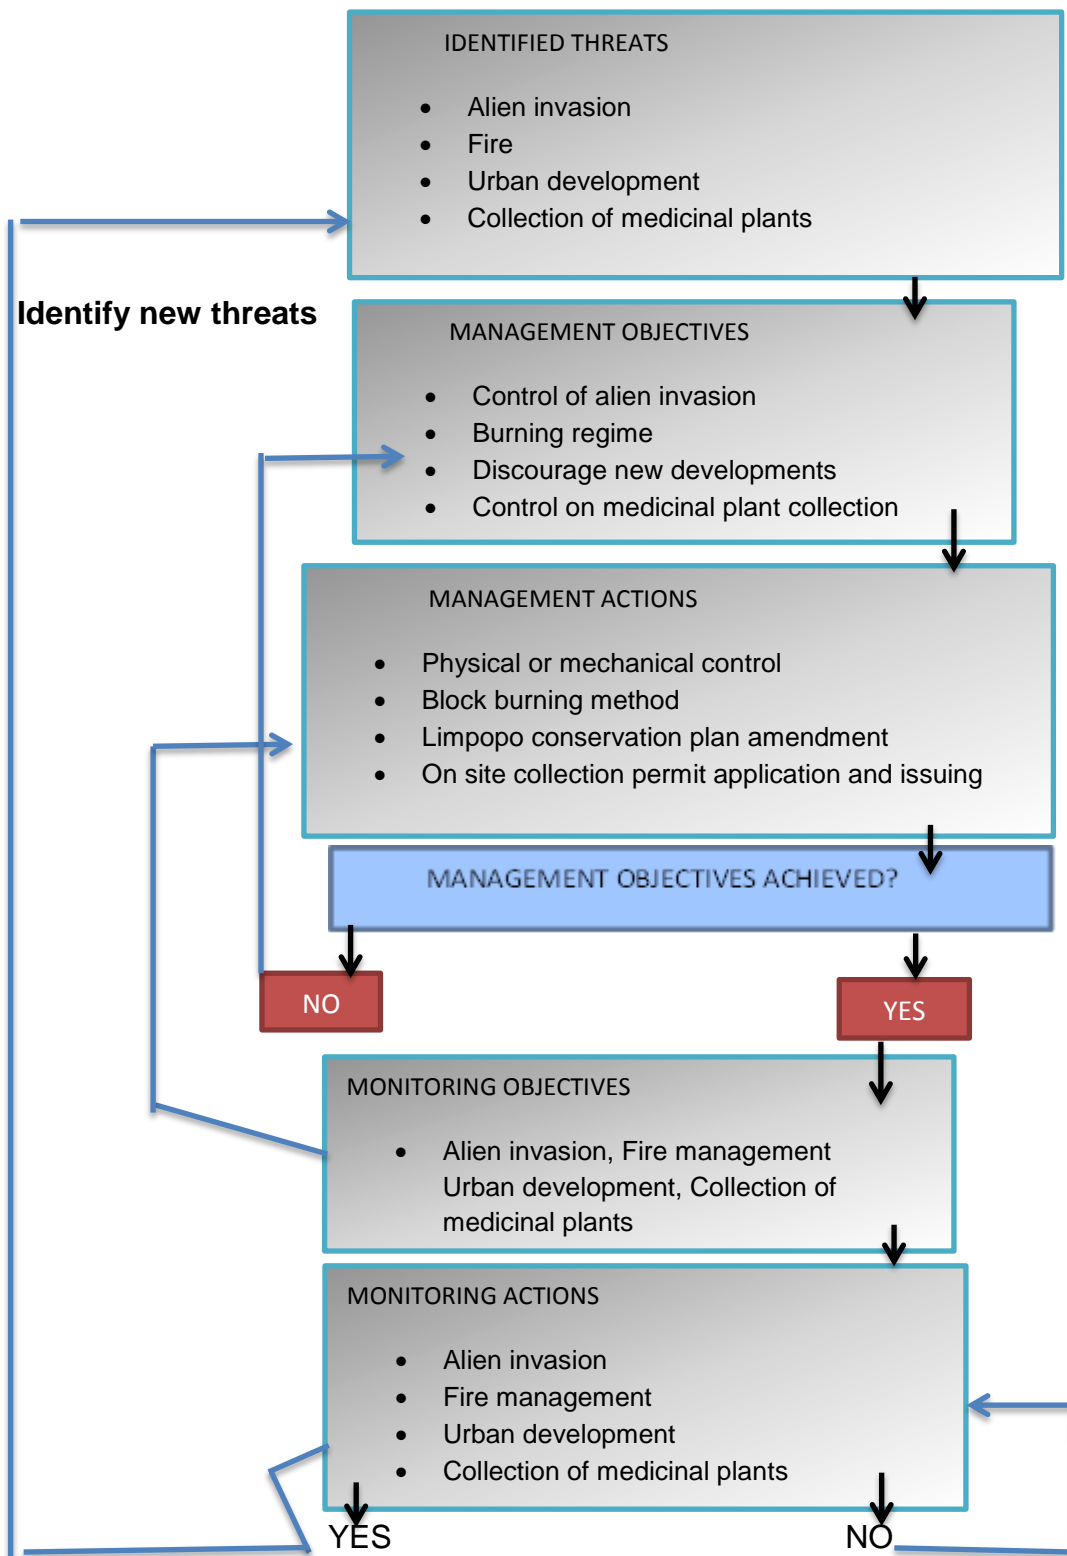 IDENTIFIED THREATS
• Alien invasion
• Fire
• Urban development
• Collection of medicinal plants
Identify new threats
MANAGEMENT OBJECTIVES
• Control of alien invasion
• Burning regime
• Discourage new developments
• Control on medicinal plant collection
MANAGEMENT ACTIONS
• Physical or mechanical control
• Block burning method
• Limpopo conservation plan amendment
• On site collection permit application and issuing
MANAGEMENT OBJECTIVES ACHIEVED?
NO
YES
MONITORING OBJECTIVES
• Alien invasion, Fire management
Urban development, Collection of
medicinal plants
MONITORING ACTIONS
• Alien invasion
• Fire management
• Urban development
• Collection of medicinal plants
YES
NO